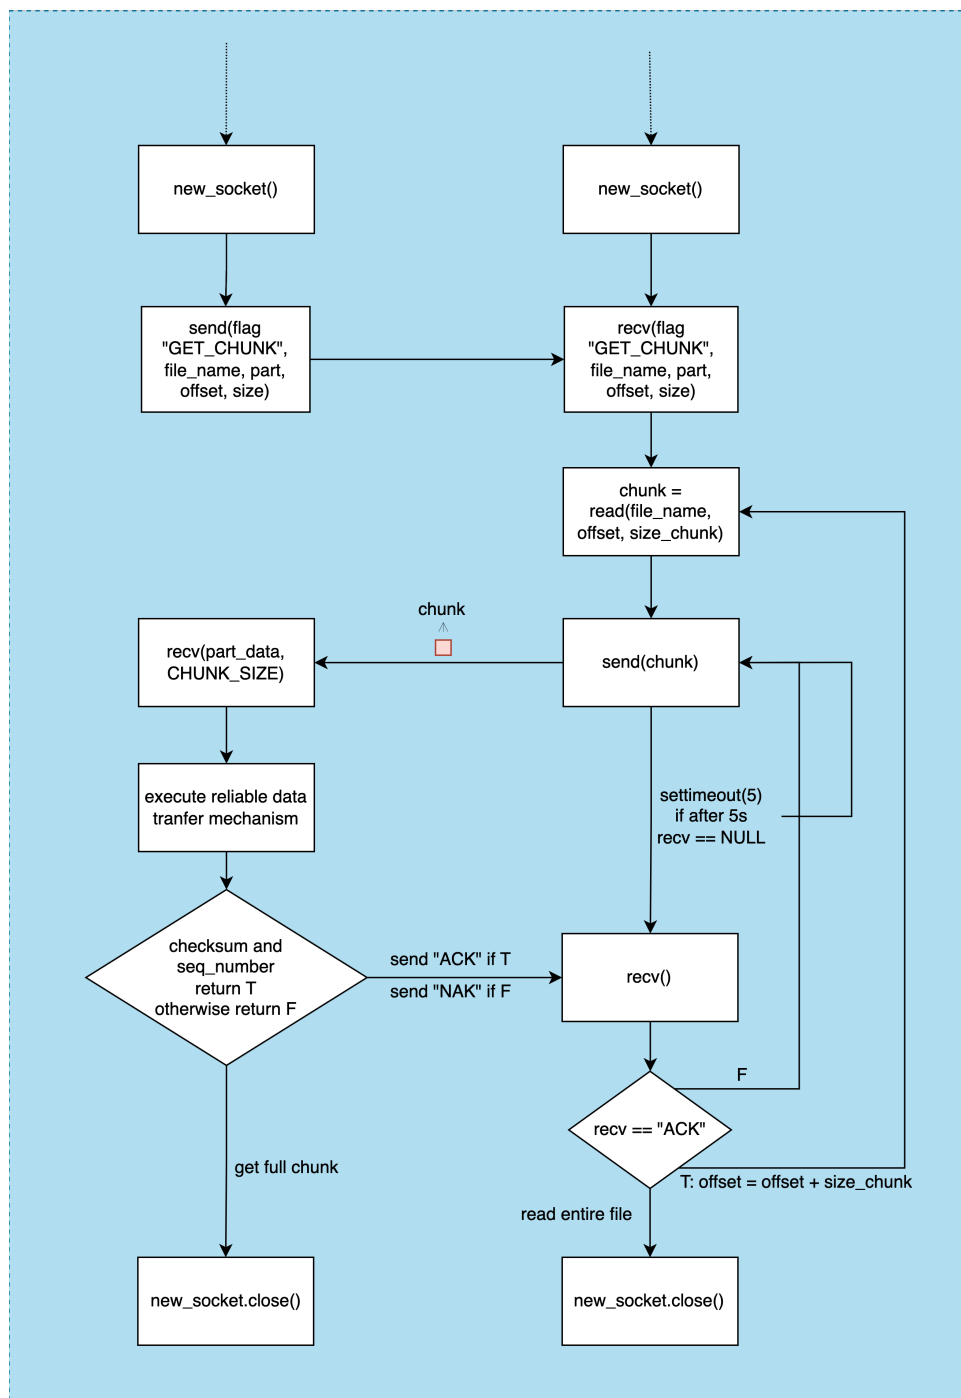 new_socket()
new_socket()
send(flag
"GET_CHUNK",
file_name, part,
offset, size)
recv(flag
"GET_CHUNK",
file_name, part,
offset, size)
chunk =
read(file_name,
offset, size_chunk)
chunk
recv(part_data,
CHUNK_SIZE)
send(chunk)
execute reliable data
tranfer mechanism
settimeout(5)
if after 5s
recv == NULL
checksum and
seq_number
return T
otherwise return F
send "ACK" if T
send "NAK" if F
recv()
F
recv == "ACK"
get full chunk
T: offset = offset + size_chunk
read entire file
new_socket.close()
new_socket.close()